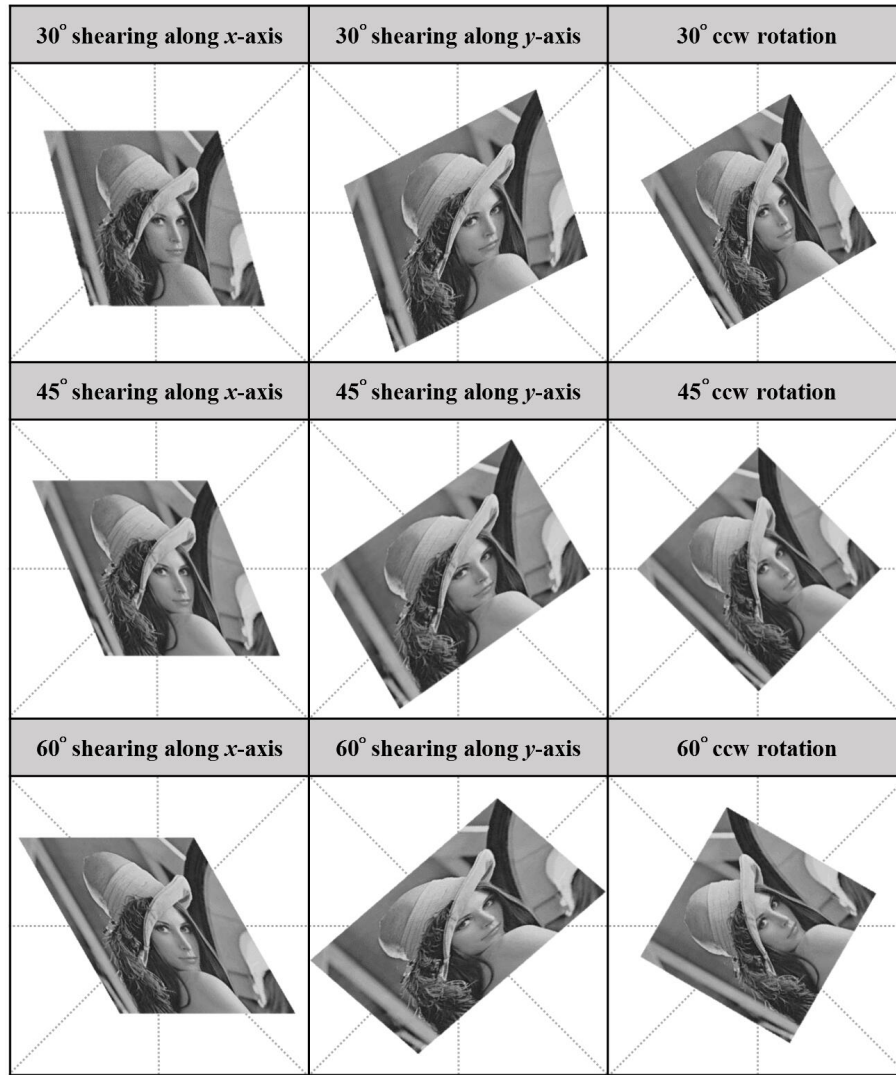 30° shearing along x-axis
30° shearing along y-axis
30° ccw rotation
45° shearing along x-axis
45° shearing along y-axis
45° ccw rotation
60° shearing along x-axis
60° shearing along y-axis
60° ccw rotation